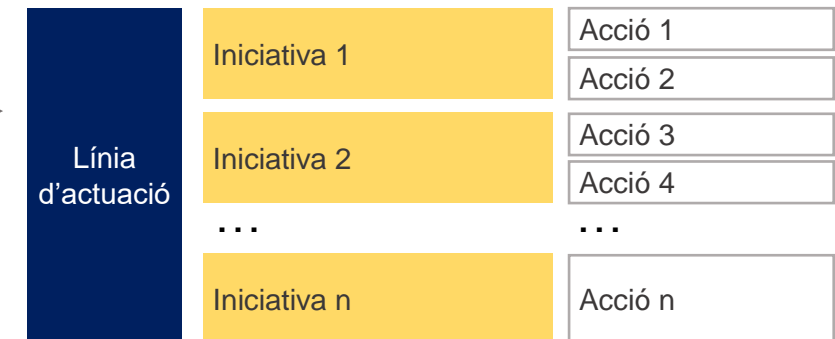 Línia
d’actuació
Iniciativa 1
Acció 1
Acció 2
Iniciativa 2
Acció 3
Acció 4
...
...
Iniciativa n
Acció n